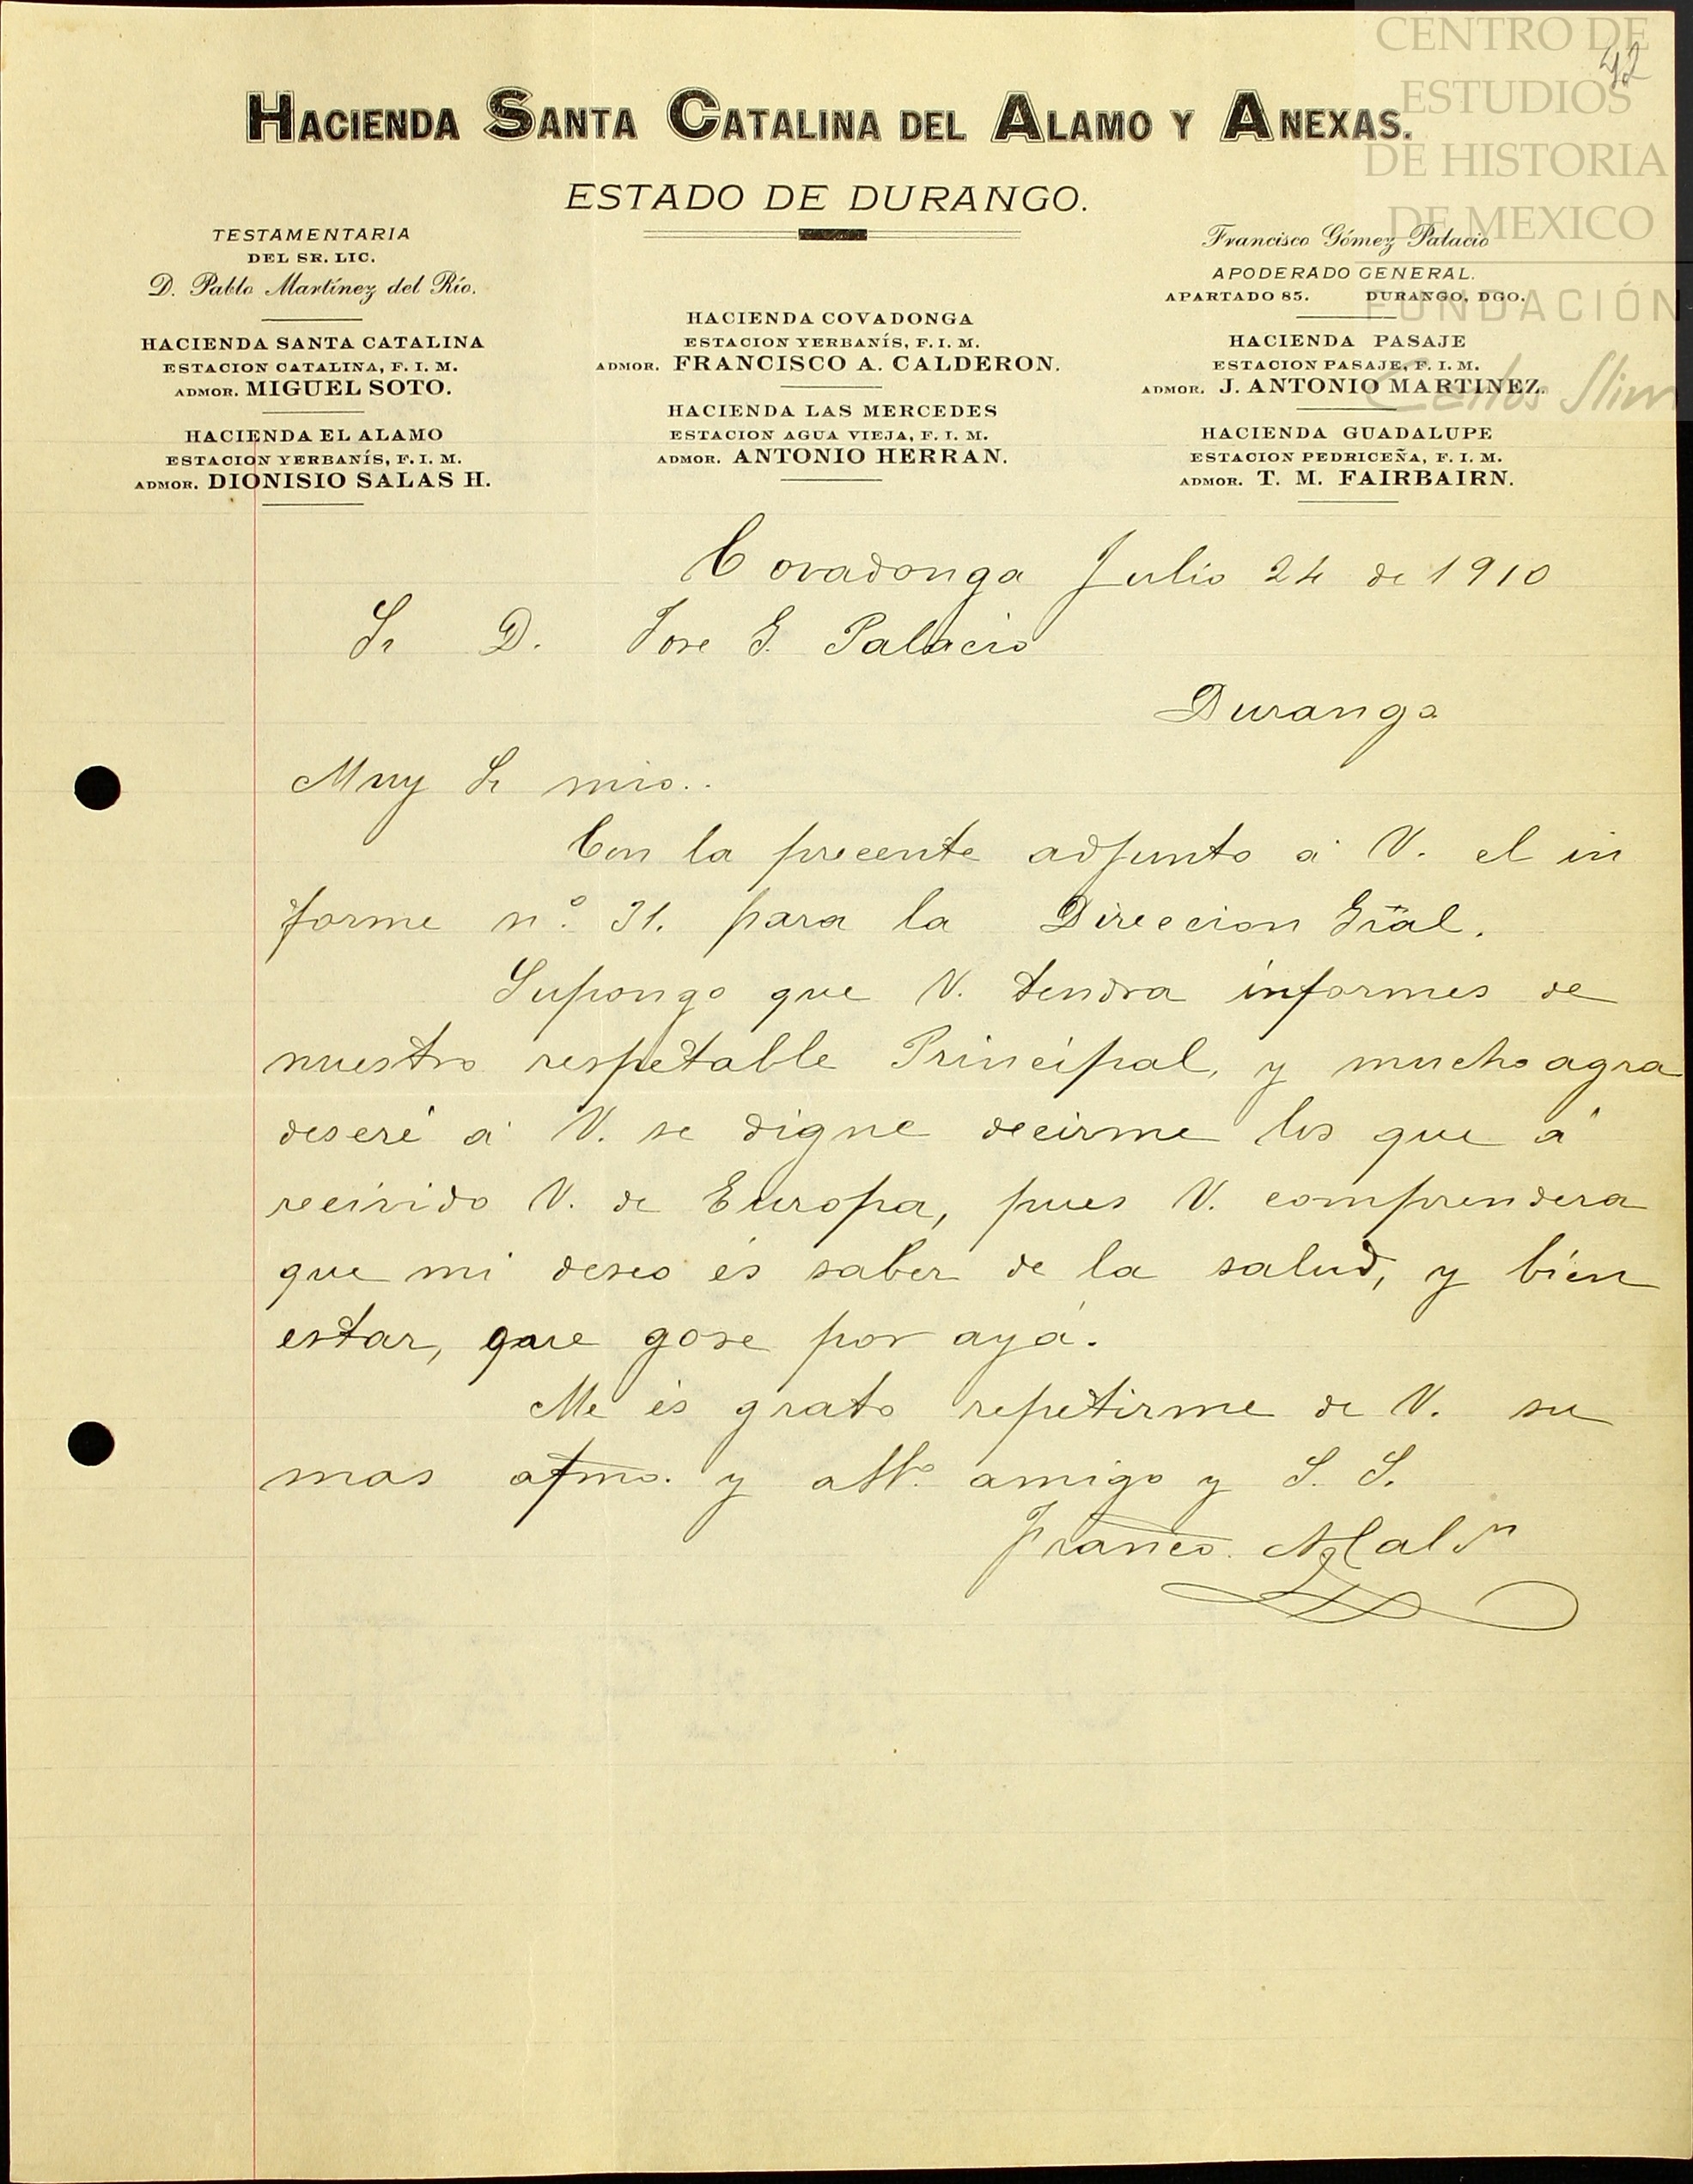 CENTRO DE
ESTUDIOS
DE HISTORIA
DE MEXICO
FUNDACIÓN
Carlos Slim
42
HACIENDA SANTA CATALINA DEL ALAMO Y ANEXAS.
ESTADO DE DURANGO.
TESTAMENTARIA
DEL SR. LIC.
D. Pablo Martínez del Río.
HACIENDA SANTA CATALINA
ESTACION CATALINA, F. I. M.
ADMOR. MIGUEL SOTO.
HACIENDA EL ALAMO
ESTACION YERBANÍS, F. I. M.
ADMOR. DIONISIO SALAS H.
HACIENDA COVADONGA
ESTACION YERBANÍS, F. I. M.
ADMOR. FRANCISCO A. CALDERON.
HACIENDA LAS MERCEDES
ESTACION AGUA VIEJA, F. I. M.
ADMOR. ANTONIO HERRAN.
Francisco Gómez Palacio
APODERADO GENERAL.
APARTADO 85. DURANGO, DGO.
HACIENDA PASAJE
ESTACION PASAJE, F. I. M.
ADMOR. J. ANTONIO MARTINEZ.
HACIENDA GUADALUPE
ESTACION PEDRICEÑA, F. I. M.
ADMOR. T. M. FAIRBAIRN.
Covadonga Julio 24 de 1910
Sr D. Jose G. Palacio
Durango
Muy Sr mio..
Con la precente adjunto a V. el in
forme nº. 31. para la Direccion Gral.
Supongo que V. tendra informes de
nuestro respetable Principal, y mucho agra
deseré a V. se digne decirme los que á
recivido V. de Europa, pues V. comprendera
que mi deseo és saber de la salud, y bien
estar, que gose por ayá.
Me és grato repetirme de V. su
mas afmo. y atto. amigo y S. S.
Franco.